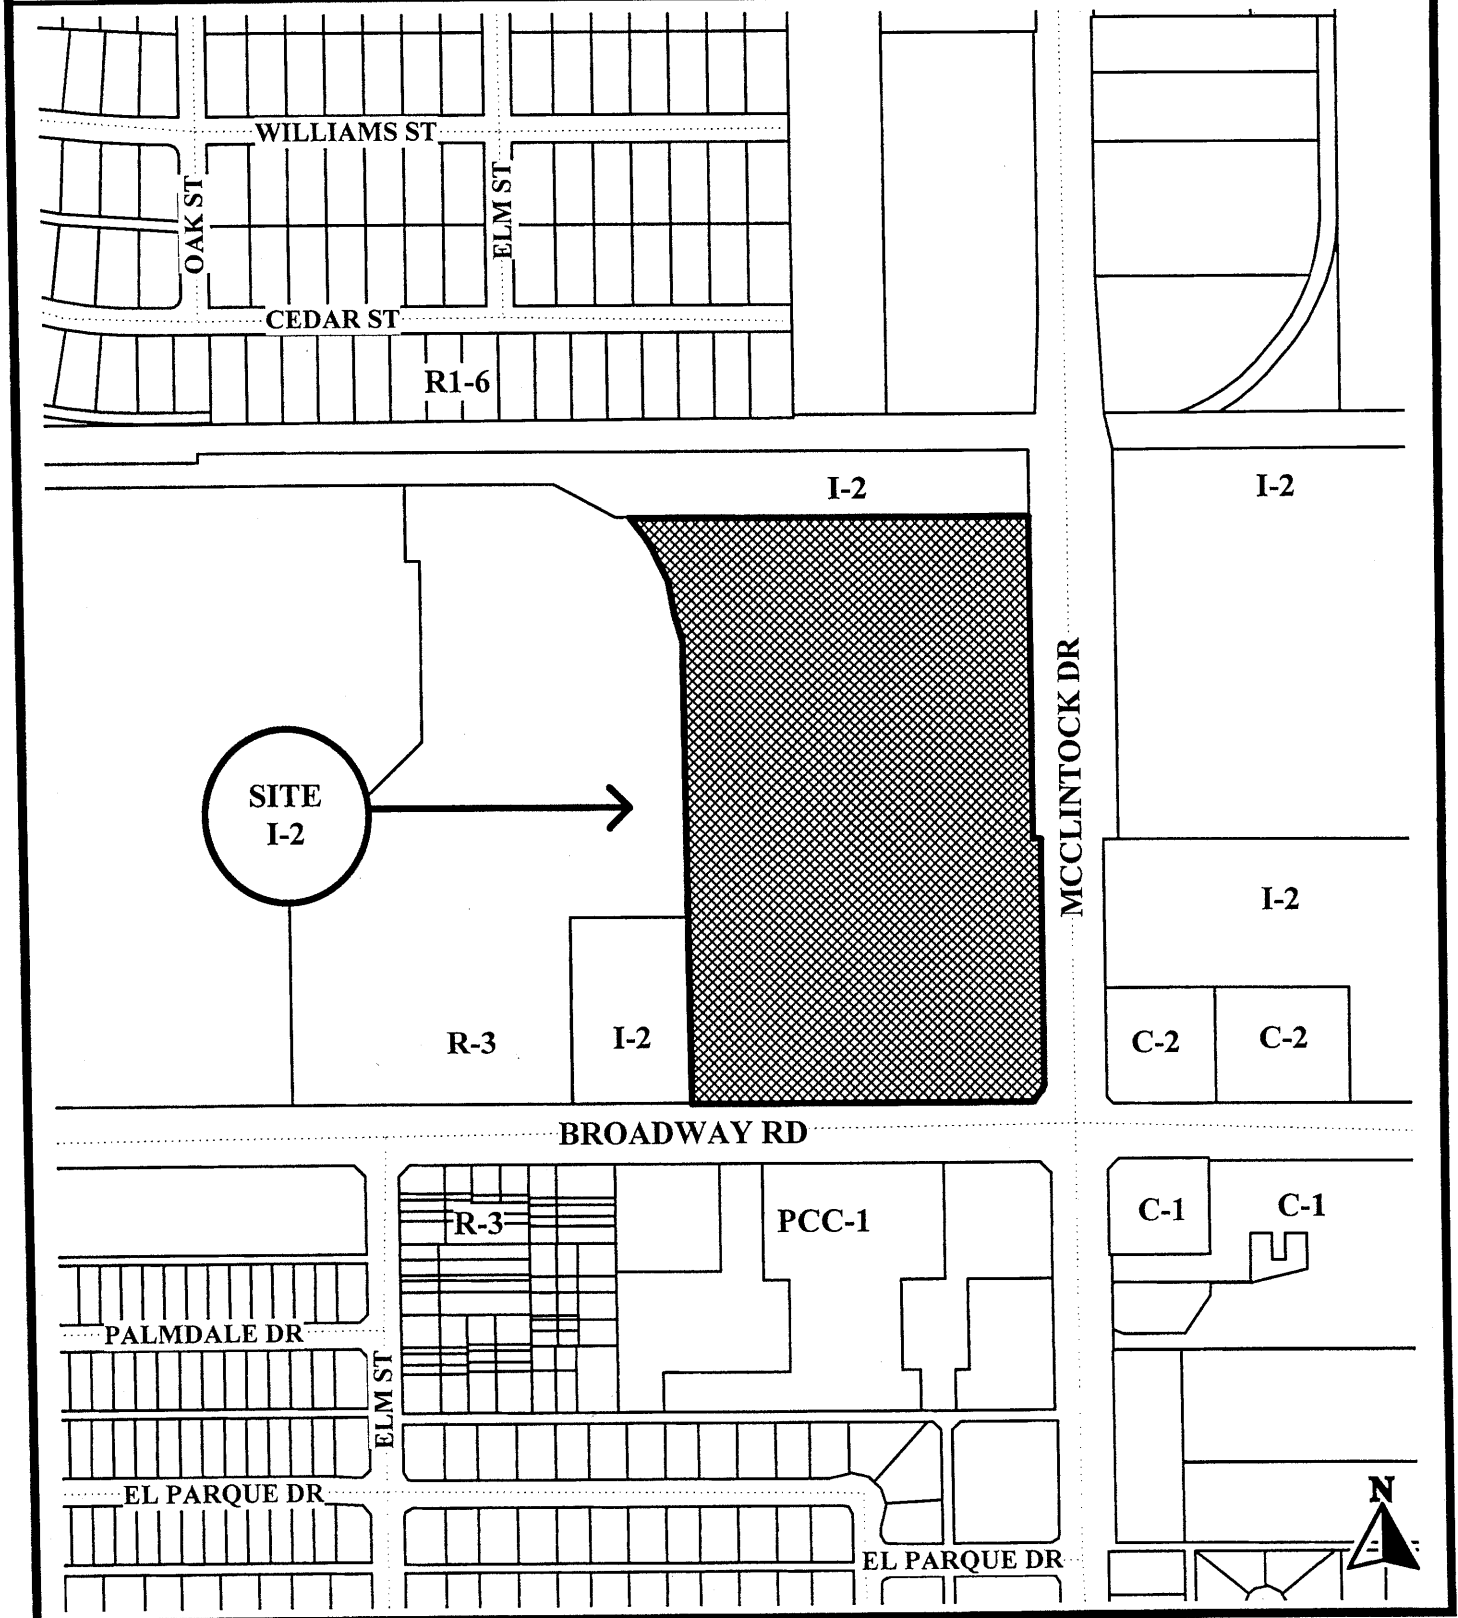 WILLIAMS ST
OAK ST
ELM ST
CEDAR ST
R1-6
I-2
I-2
MCCLINTOCK DR
SITE
I-2
I-2
R-3
I-2
C-2
C-2
BROADWAY RD
R-3
PCC-1
C-1
C-1
PALMDALE DR
ELM ST
EL PARQUE DR
N
EL PARQUE DR